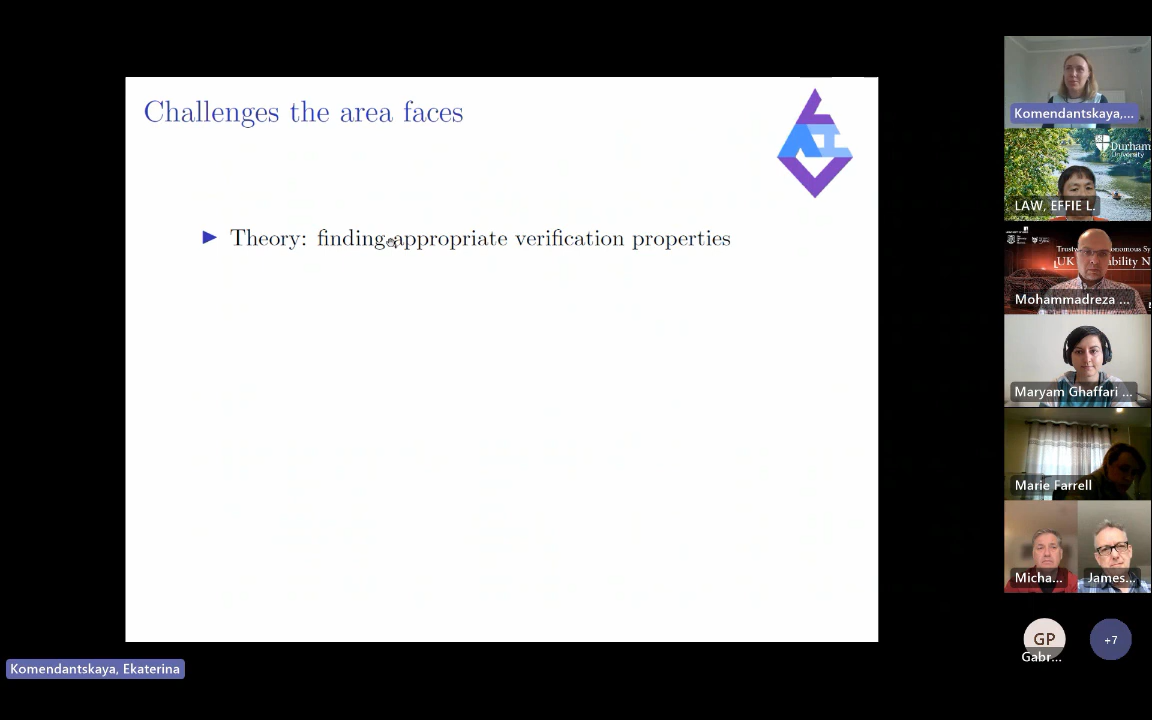 Challenges the area faces
Theory: finding appropriate verification properties
Komendantskaya,...
Durham
University
LAW, EFFIE L.
Mohammadreza ...
Maryam Ghaffari ...
Marie Farrell
Micha...
James...
GP
Gabr...
+7
Komendantskaya, Ekaterina